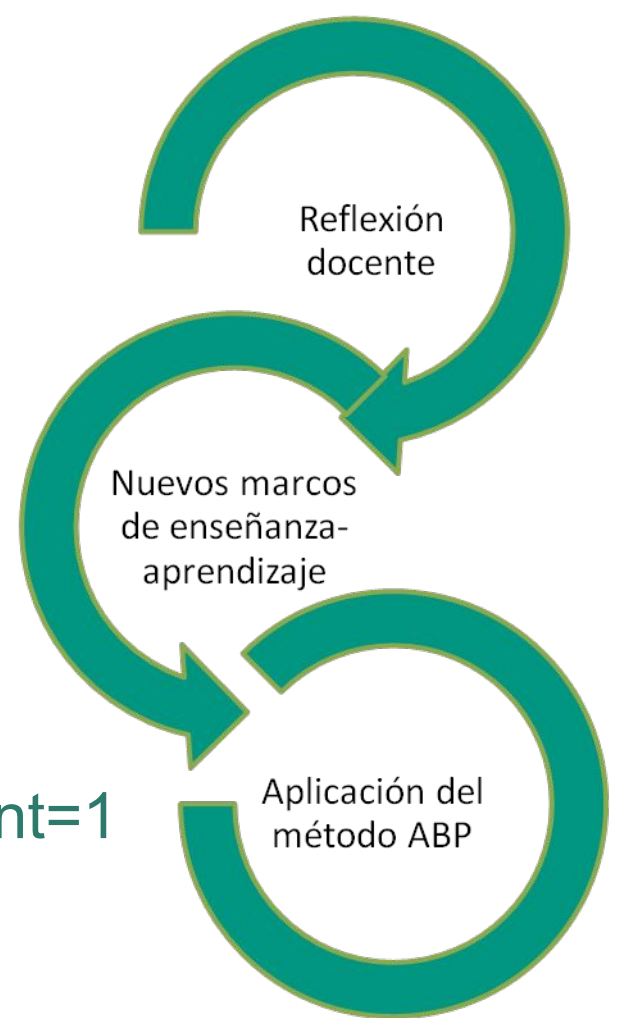 Reflexión
docente
Nuevos marcos
de enseñanza-
aprendizaje
nt=1
Aplicación del
método ABP